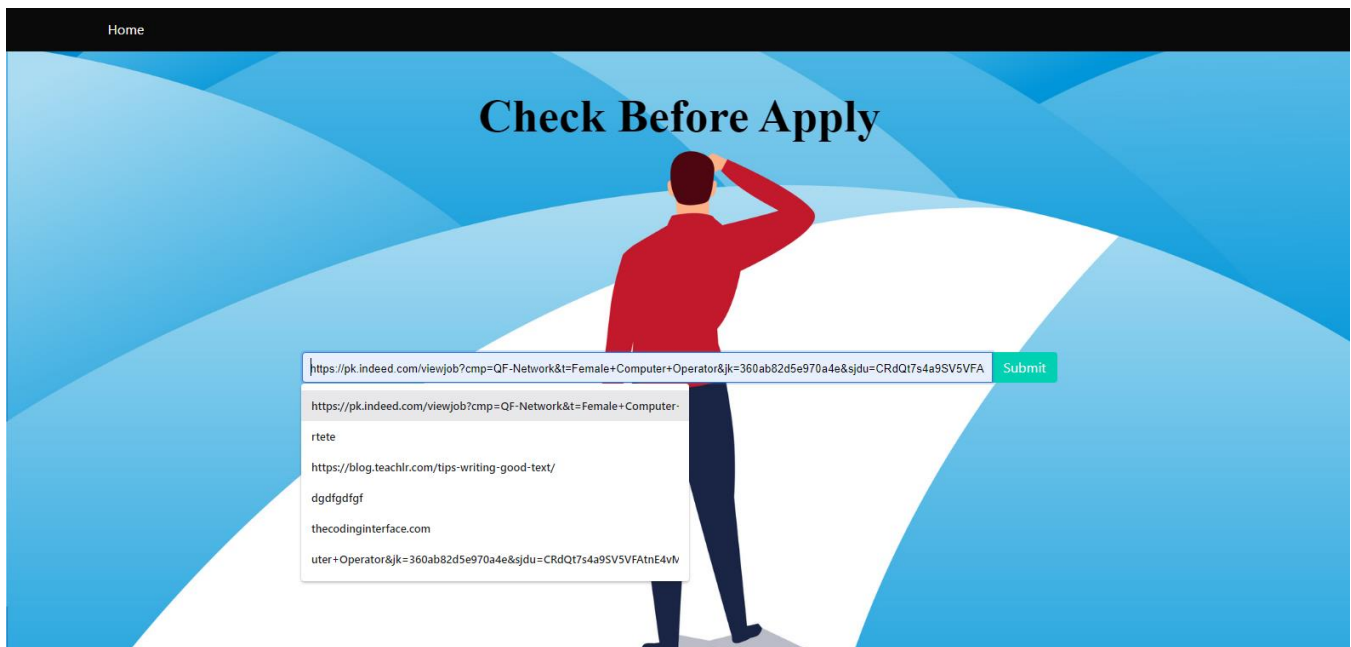 Home
Check Before Apply
https://pk.indeed.com/viewjob?cmp=QF-Network&t=Female+Computer+Operator&jk=360ab82d5e970a4e&sjdu=CRdQt7s4a9SV5VFA
Submit
https://pk.indeed.com/viewjob?cmp=QF-Network&t=Female+Computer-
rtete
https://blog.teachlr.com/tips-writing-good-text/
dgdfgdfgf
thecodinginterface.com
uter+Operator&jk=360ab82d5e970a4e&sjdu=CRdQt7s4a9SV5VFAtnE4vM